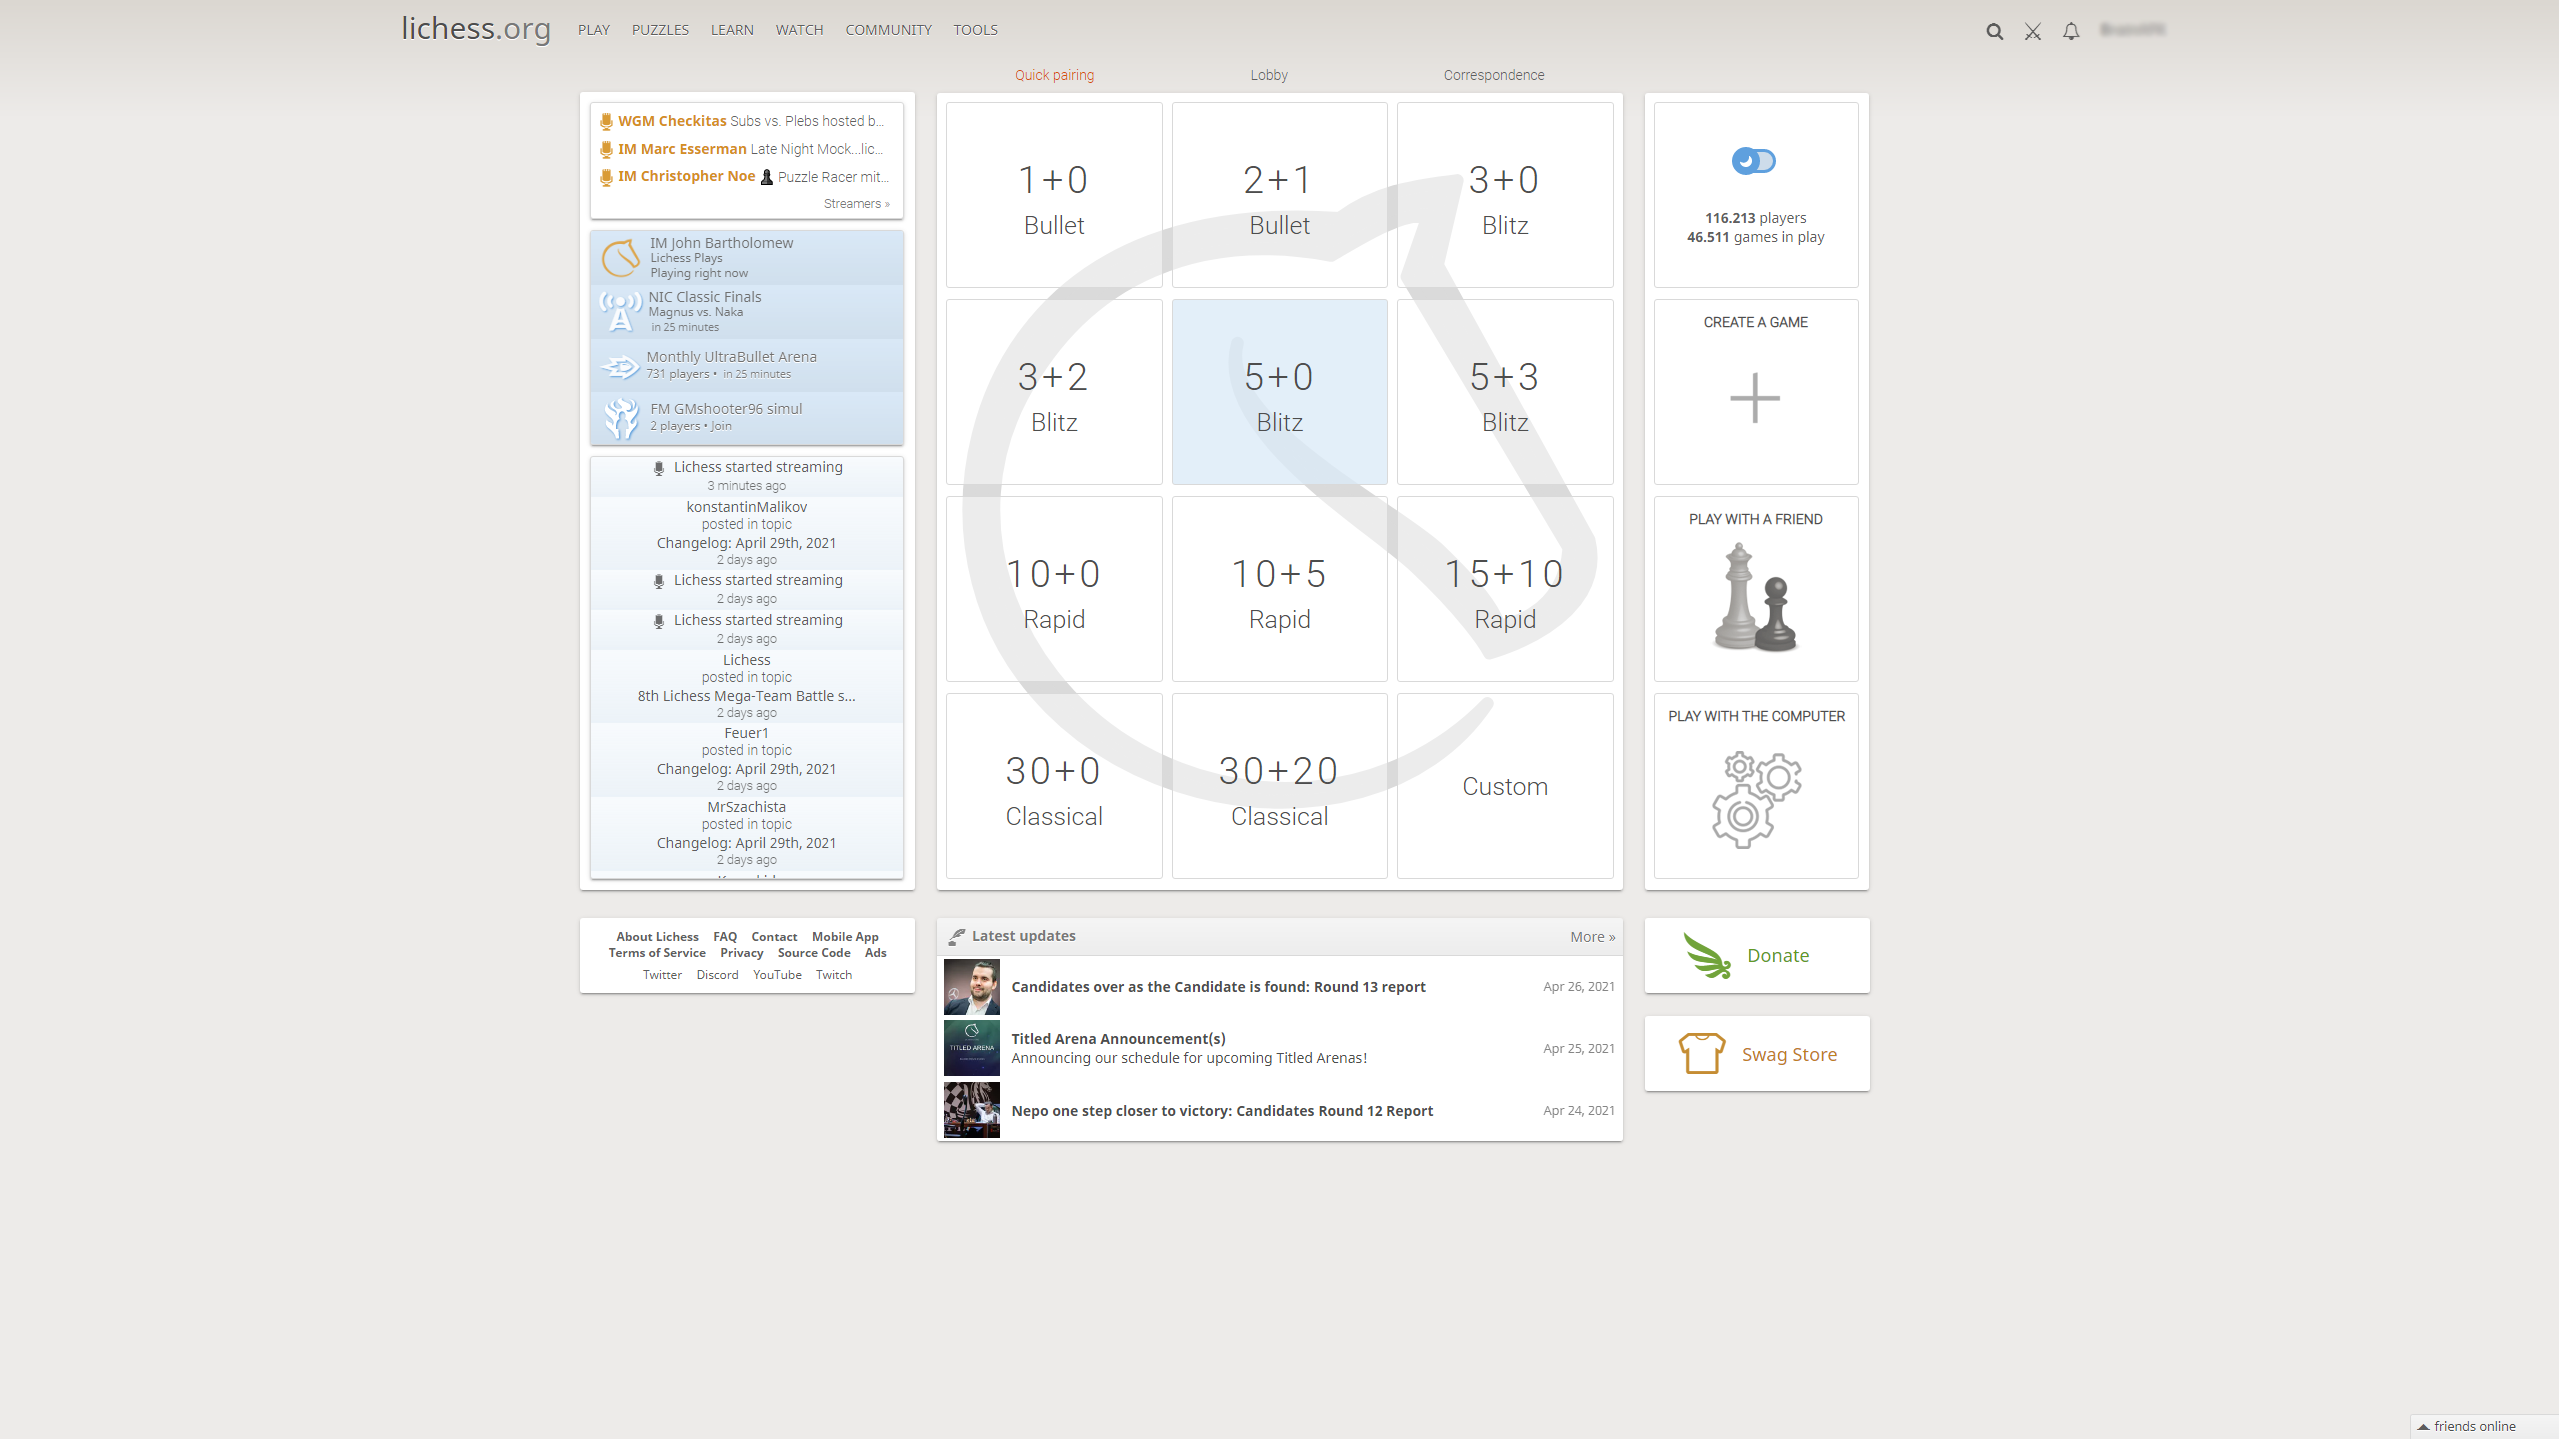 lichess.org
PLAY PUZZLES LEARN WATCH COMMUNITY TOOLS
Quick pairing Lobby Correspondence
WGM Checkitas Subs vs. Plebs hosted b...
IM Marc Esserman Late Night Mock...lic...
IM Christopher Noe Puzzle Racer mit...
Streamers »
IM John Bartholomew
Lichess Plays
Playing right now
NIC Classic Finals
Magnus vs. Naka
in 25 minutes
Monthly UltraBullet Arena
731 players • in 25 minutes
FM GMshooter96 simul
2 players • Join
Lichess started streaming
3 minutes ago
konstantinMalikov
posted in topic
Changelog: April 29th, 2021
2 days ago
Lichess started streaming
2 days ago
Lichess started streaming
2 days ago
Lichess
posted in topic
8th Lichess Mega-Team Battle s...
2 days ago
Feuer1
posted in topic
Changelog: April 29th, 2021
2 days ago
MrSzachista
posted in topic
Changelog: April 29th, 2021
2 days ago
1+0
Bullet
2+1
Bullet
3+0
Blitz
3+2
Blitz
5+0
Blitz
5+3
Blitz
10+0
Rapid
10+5
Rapid
15+10
Rapid
30+0
Classical
30+20
Classical
Custom
116.213 players
46.511 games in play
CREATE A GAME
PLAY WITH A FRIEND
PLAY WITH THE COMPUTER
About Lichess FAQ Contact Mobile App
Terms of Service Privacy Source Code Ads
Twitter Discord YouTube Twitch
Latest updates More »
Candidates over as the Candidate is found: Round 13 report Apr 26, 2021
TITLED ARENA
Titled Arena Announcement(s)
Announcing our schedule for upcoming Titled Arenas! Apr 25, 2021
Nepo one step closer to victory: Candidates Round 12 Report Apr 24, 2021
Donate
Swag Store
friends online